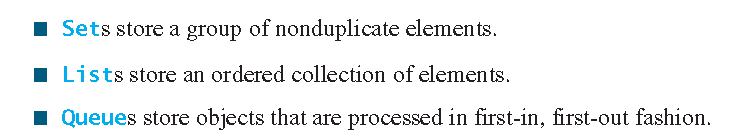 ■ Sets store a group of nonduplicate elements.
■ Lists store an ordered collection of elements.
■ Queues store objects that are processed in first-in, first-out fashion.